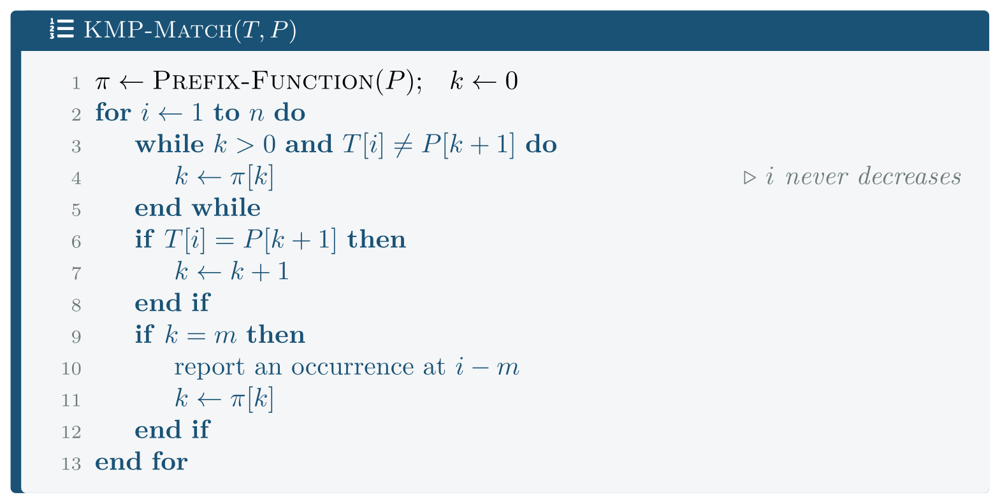 KMP-Match(T, P)
1 π ← Prefix-Function(P); k ← 0
2 for i ← 1 to n do
3 while k > 0 and T[i] ≠ P[k + 1] do
4 k ← π[k] ▷ i never decreases
5 end while
6 if T[i] = P[k + 1] then
7 k ← k + 1
8 end if
9 if k = m then
10 report an occurrence at i − m
11 k ← π[k]
12 end if
13 end for